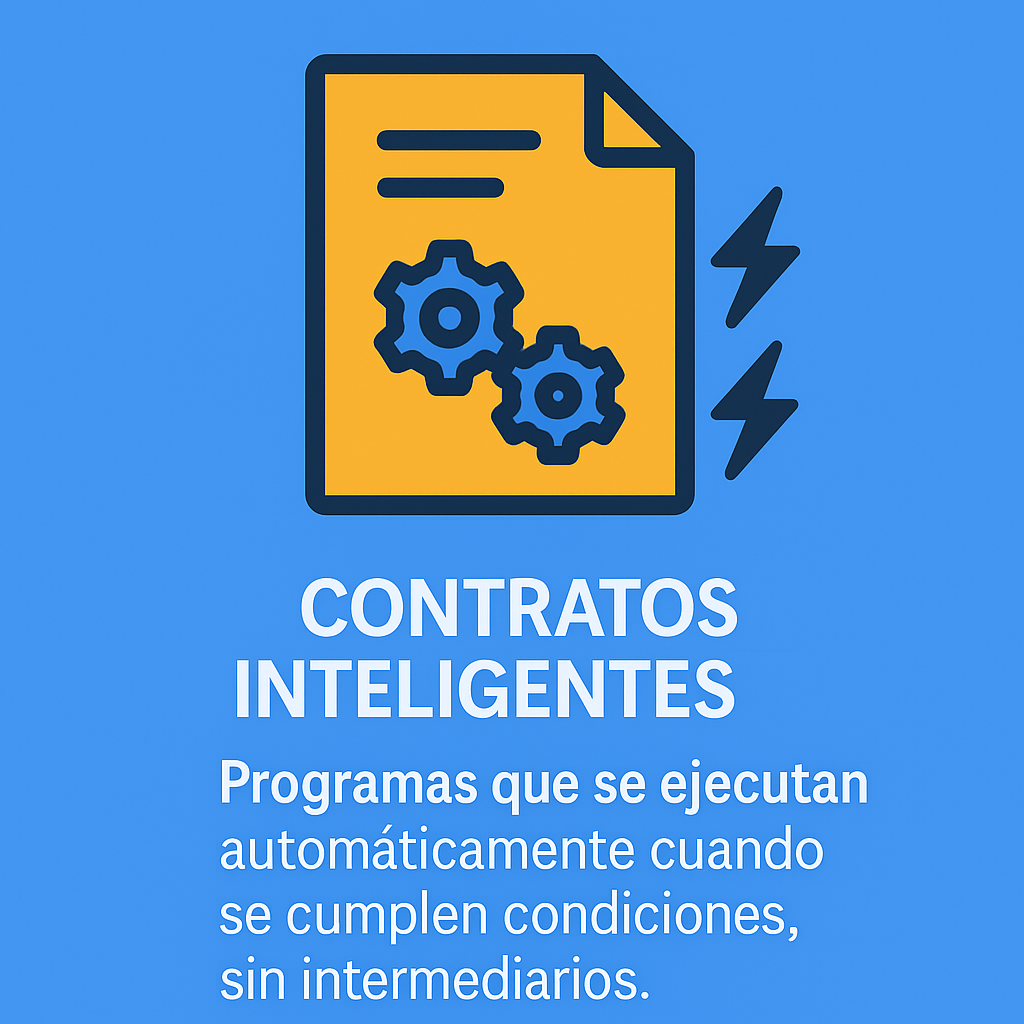 CONTRATOS
INTELIGENTES
Programas que se ejecutan
automáticamente cuando
se cumplen condiciones,
sin intermediarios.